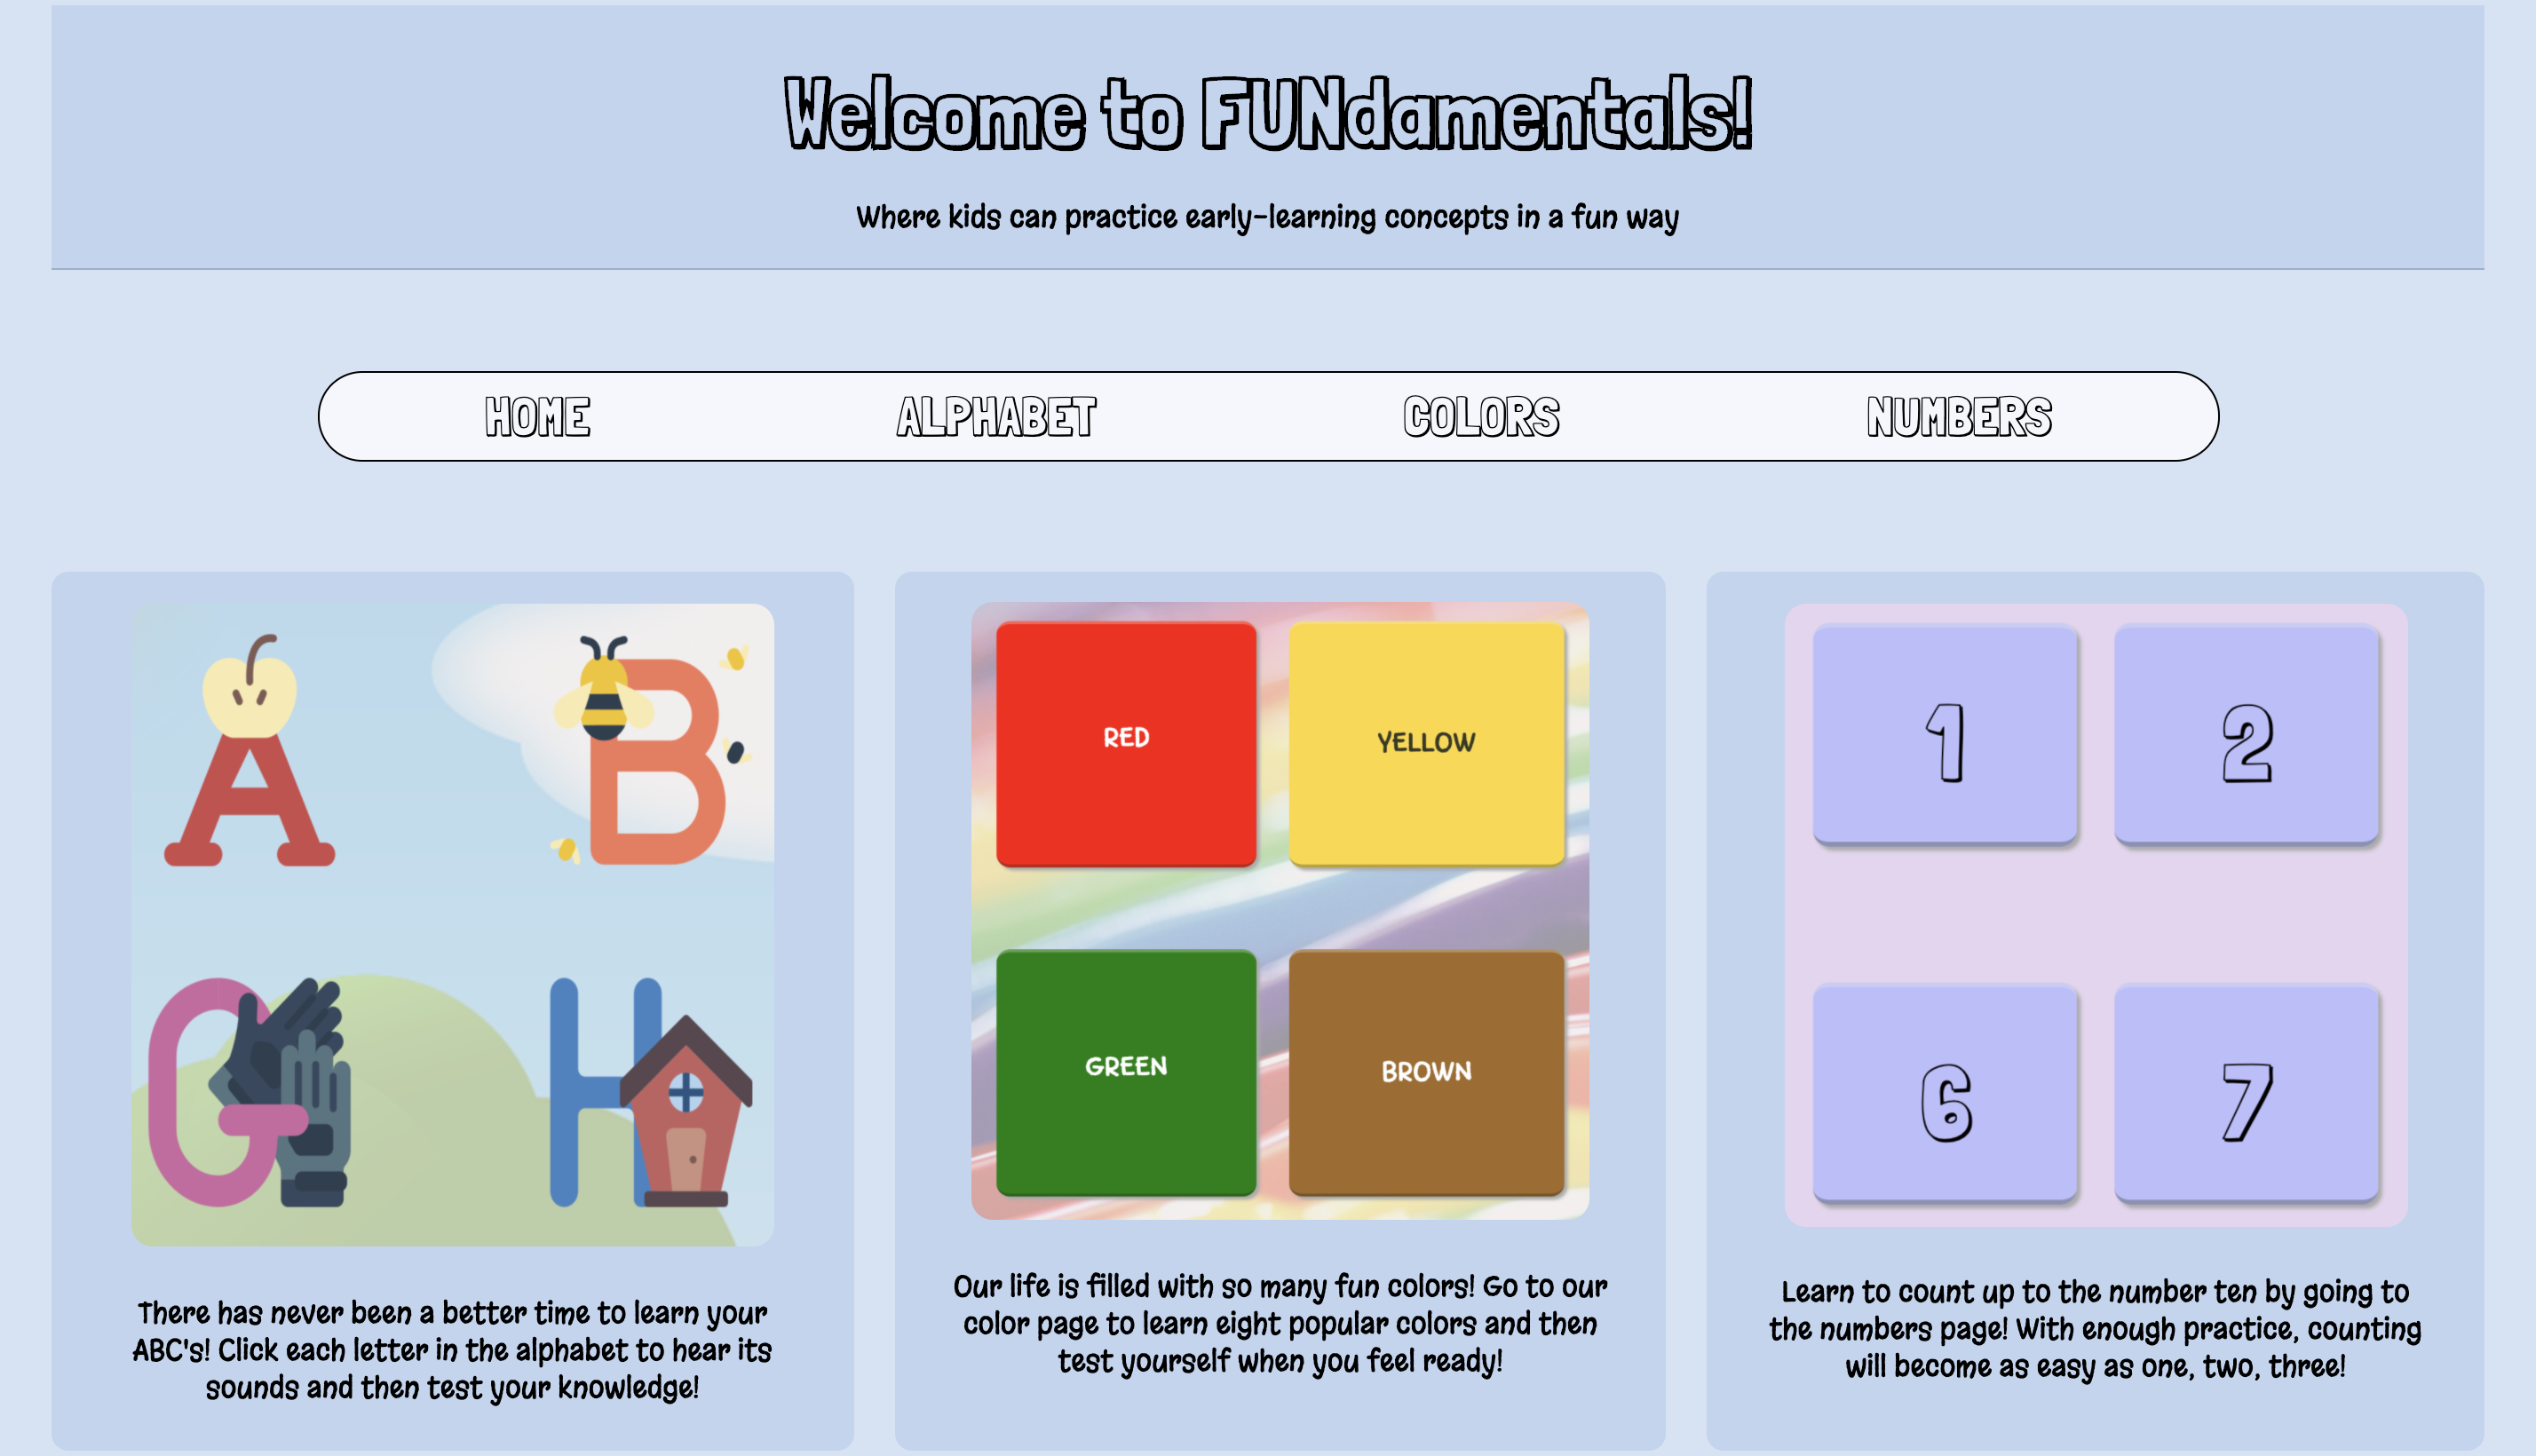 Welcome to FUNdamentals!
Where kids can practice early-learning concepts in a fun way
HOME
ALPHABET
COLORS
NUMBERS
A
B
G
H
There has never been a better time to learn your
ABC's! Click each letter in the alphabet to hear its
sounds and then test your knowledge!
RED
YELLOW
GREEN
BROWN
Our life is filled with so many fun colors! Go to our
color page to learn eight popular colors and then
test yourself when you feel ready!
1
2
6
7
Learn to count up to the number ten by going to
the numbers page! With enough practice, counting
will become as easy as one, two, three!